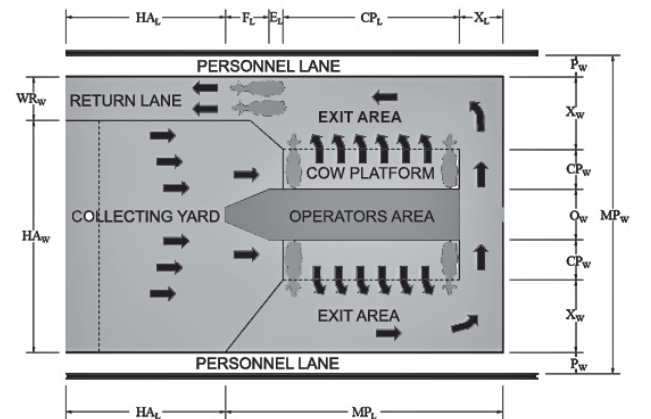 HAL FL EL CPL XL
PERSONNEL LANE
PW
WRW
RETURN LANE
EXIT AREA
XW
COW PLATFORM
CPW
HAW
COLLECTING YARD
OPERATORS AREA
OW
MPW
CPW
EXIT AREA
XW
PERSONNEL LANE
PW
HAL MPL